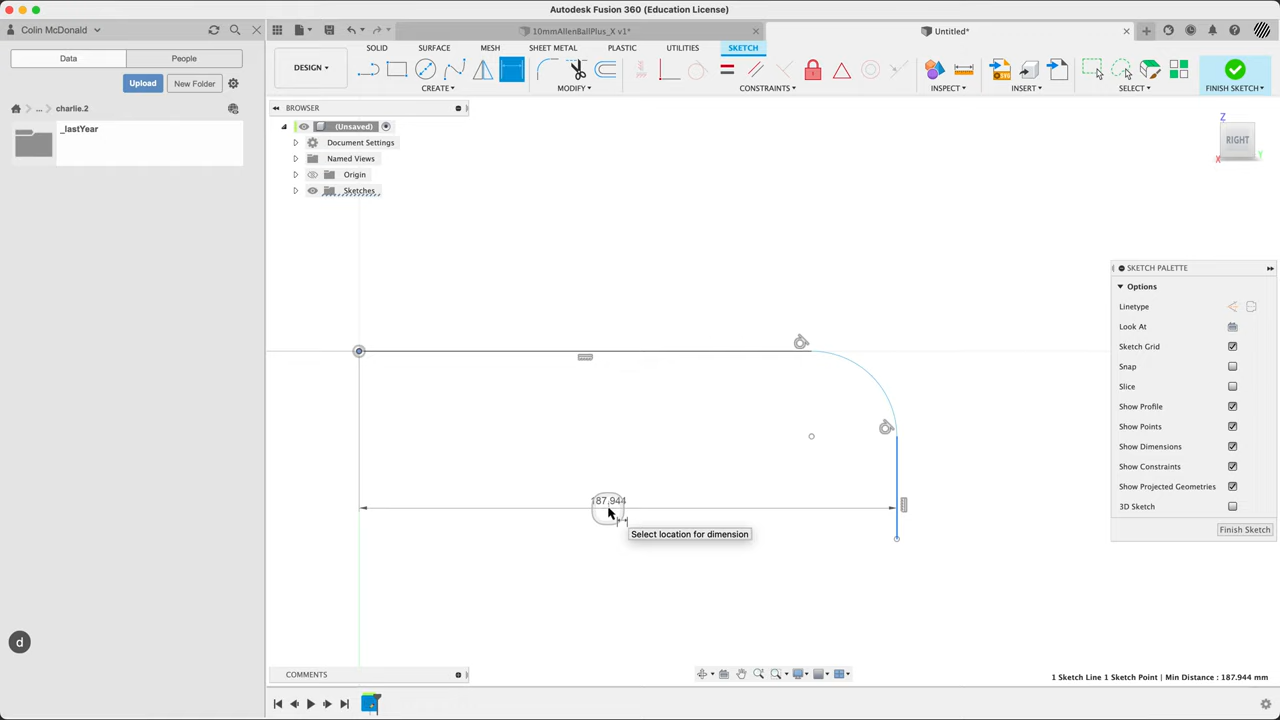 Autodesk Fusion 360 (Education License)
Colin McDonald
10mmAllenBallPlus_X v1*
Untitled*
Data
People
SOLID
SURFACE
MESH
SHEET METAL
PLASTIC
UTILITIES
SKETCH
DESIGN
CREATE
MODIFY
CONSTRAINTS
INSPECT
INSERT
SELECT
FINISH SKETCH
Upload
New Folder
... charlie.2
_lastYear
BROWSER
(Unsaved)
Document Settings
Named Views
Origin
Sketches
Z
RIGHT
X
Y
SKETCH PALETTE
Options
Linetype
Look At
Sketch Grid
Snap
Slice
Show Profile
Show Points
Show Dimensions
Show Constraints
Show Projected Geometries
3D Sketch
Finish Sketch
187.944
Select location for dimension
d
COMMENTS
1 Sketch Line 1 Sketch Point | Min Distance : 187.944 mm